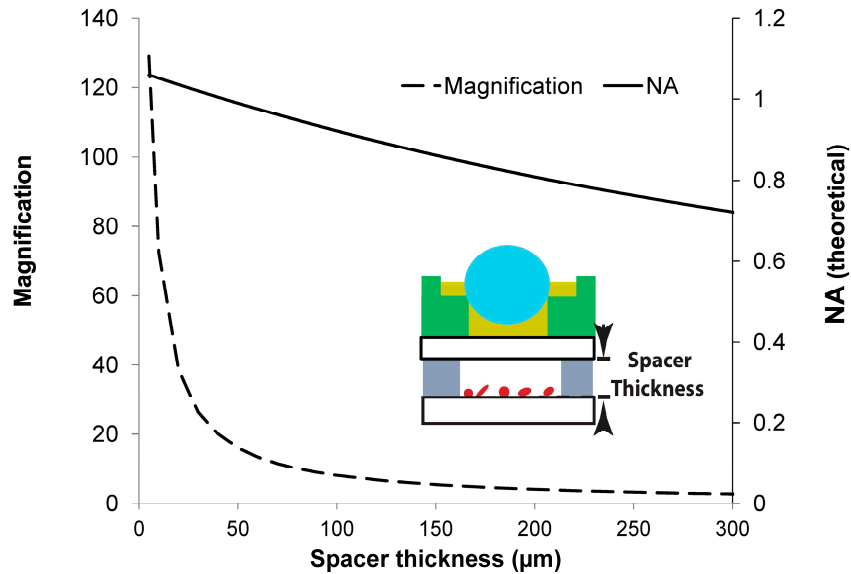 140
120
100
80
60
40
20
0
Magnification
1.2
1
0.8
0.6
0.4
0.2
0
NA (theoretical)
Magnification NA
Spacer
Thickness
0 50 100 150 200 250 300
Spacer thickness (µm)